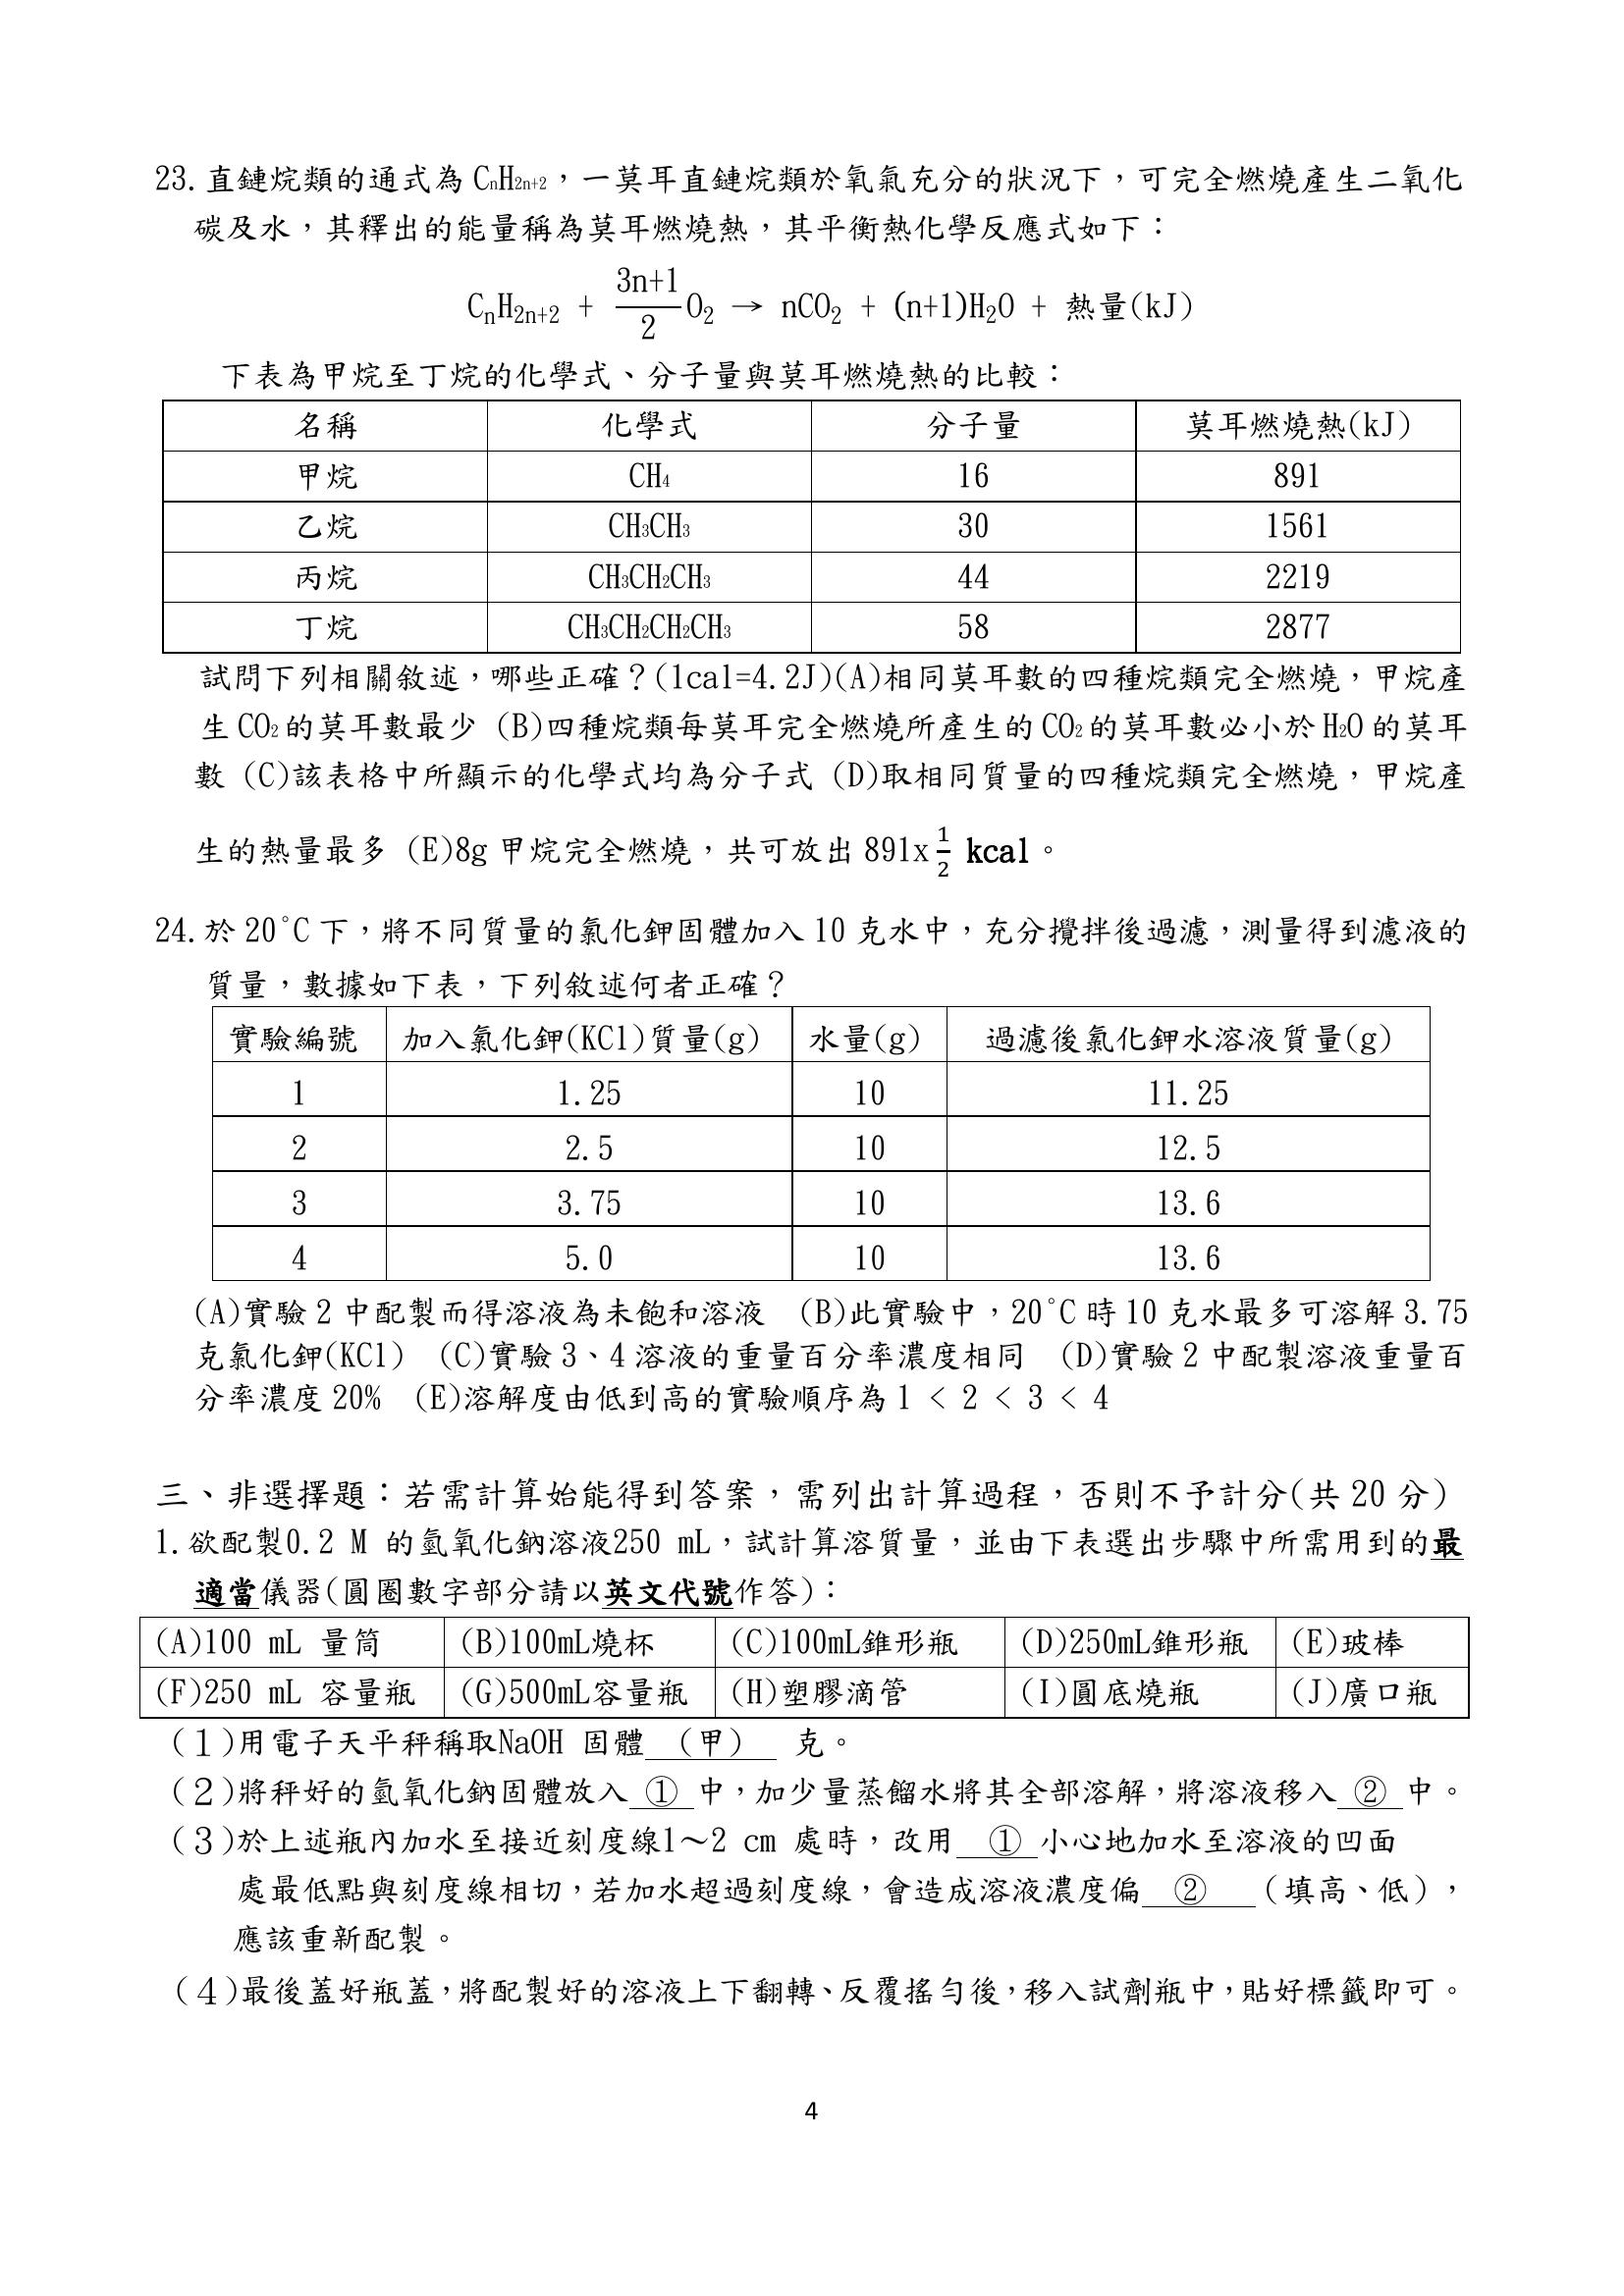 23.直鏈烷類的通式為 CnH2n+2，一莫耳直鏈烷類於氧氣充分的狀況下，可完全燃燒產生二氧化
碳及水，其釋出的能量稱為莫耳燃燒熱，其平衡熱化學反應式如下：
CnH2n+2 + (3n+1)/2 O2 → nCO2 + (n+1)H2O + 熱量(kJ)
下表為甲烷至丁烷的化學式、分子量與莫耳燃燒熱的比較：
名稱 化學式 分子量 莫耳燃燒熱(kJ)
甲烷 CH4 16 891
乙烷 CH3CH3 30 1561
丙烷 CH3CH2CH3 44 2219
丁烷 CH3CH2CH2CH3 58 2877
試問下列相關敘述，哪些正確？(1cal=4.2J)(A)相同莫耳數的四種烷類完全燃燒，甲烷產
生 CO2 的莫耳數最少 (B)四種烷類每莫耳完全燃燒所產生的 CO2 的莫耳數必小於 H2O 的莫耳
數 (C)該表格中所顯示的化學式均為分子式 (D)取相同質量的四種烷類完全燃燒，甲烷產
生的熱量最多 (E)8g 甲烷完全燃燒，共可放出 891x 1/2 kcal。
24.於 20°C 下，將不同質量的氯化鉀固體加入 10 克水中，充分攪拌後過濾，測量得到濾液的
質量，數據如下表，下列敘述何者正確？
實驗編號 加入氯化鉀(KCl)質量(g) 水量(g) 過濾後氯化鉀水溶液質量(g)
1 1.25 10 11.25
2 2.5 10 12.5
3 3.75 10 13.6
4 5.0 10 13.6
(A)實驗 2 中配製而得溶液為未飽和溶液 (B)此實驗中，20°C 時 10 克水最多可溶解 3.75
克氯化鉀(KCl) (C)實驗 3、4 溶液的重量百分率濃度相同 (D)實驗 2 中配製溶液重量百
分率濃度 20% (E)溶解度由低到高的實驗順序為 1 < 2 < 3 < 4
三、非選擇題：若需計算始能得到答案，需列出計算過程，否則不予計分(共 20 分)
1.欲配製0.2 M 的氫氧化鈉溶液250 mL，試計算溶質量，並由下表選出步驟中所需用到的最
適當儀器(圓圈數字部分請以英文代號作答)：
(A)100 mL 量筒 (B)100mL燒杯 (C)100mL錐形瓶 (D)250mL錐形瓶 (E)玻棒
(F)250 mL 容量瓶 (G)500mL容量瓶 (H)塑膠滴管 (I)圓底燒瓶 (J)廣口瓶
(１)用電子天平秤稱取NaOH 固體 (甲) 克。
(２)將秤好的氫氧化鈉固體放入 ① 中，加少量蒸餾水將其全部溶解，將溶液移入 ② 中。
(３)於上述瓶內加水至接近刻度線1～2 cm 處時，改用 ① 小心地加水至溶液的凹面
處最低點與刻度線相切，若加水超過刻度線，會造成溶液濃度偏 ② （填高、低），
應該重新配製。
(４)最後蓋好瓶蓋，將配製好的溶液上下翻轉、反覆搖勻後，移入試劑瓶中，貼好標籤即可。
4